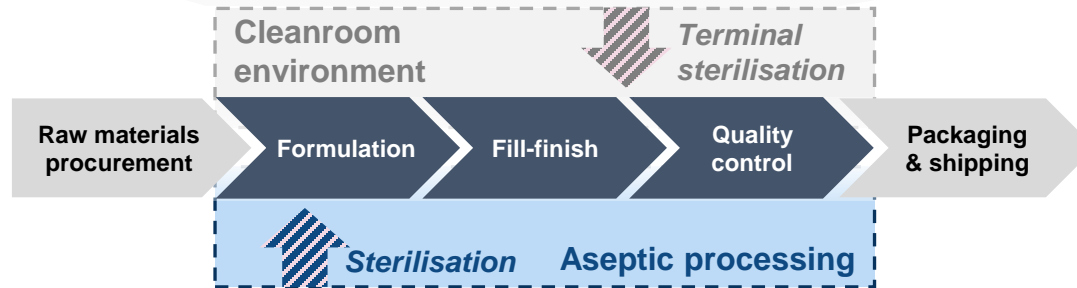 Cleanroom
environment
Terminal
sterilisation
Raw materials
procurement
Formulation
Fill-finish
Quality
control
Packaging
& shipping
Sterilisation
Aseptic processing